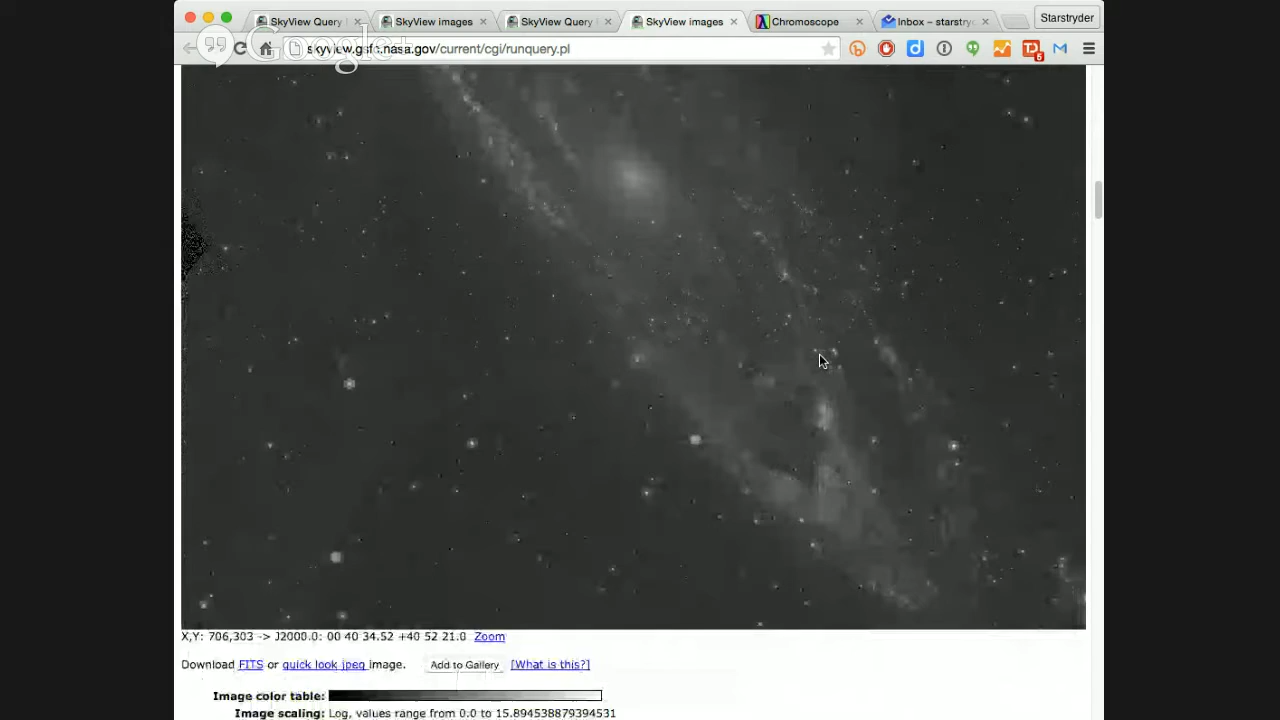 SkyView Query
SkyView images
SkyView Query
SkyView images
Chromoscope
Inbox – starstry
Starstryder
Google+
skyview.gsfc.nasa.gov/current/cgi/runquery.pl
X,Y: 706,303 -> J2000.0: 00 40 34.52 +40 52 21.0 Zoom
Download FITS or quick look jpeg image. Add to Gallery [What is this?]
Image color table:
Image scaling: Log, values range from 0.0 to 15.894538879394531